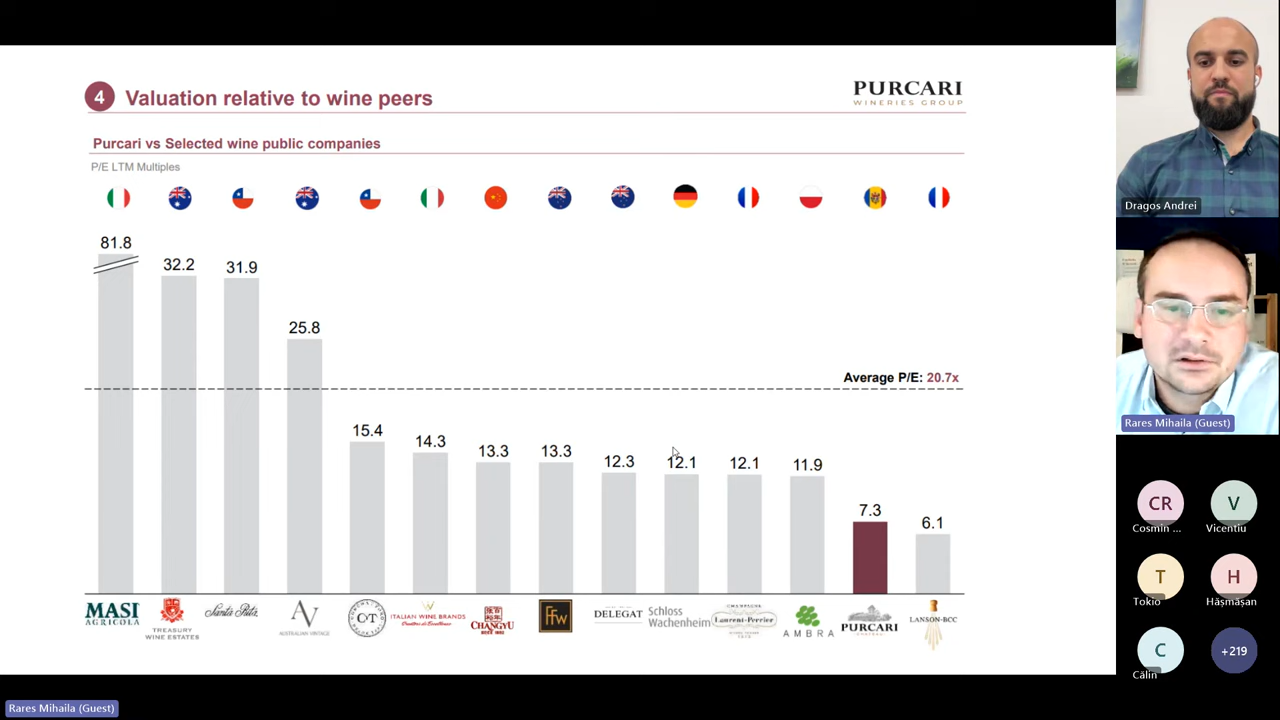 4 Valuation relative to wine peers
PURCARI
WINERIES GROUP
Purcari vs Selected wine public companies
P/E LTM Multiples
81.8
32.2
31.9
25.8
15.4
14.3
13.3
13.3
12.3
12.1
12.1
11.9
7.3
6.1
Average P/E: 20.7x
MASI
AGRICOLA
TREASURY
WINE ESTATES
Santa Rita
AV
AUSTRALIAN VINTAGE
CyT
ITALIAN WINE BRANDS
CHANGYU
Ffw
DELEGAT
Schloss
Wachenheim
CHAMPAGNE
Laurent-Perrier
AMBRA
PURCARI
LANSON-BCC
Dragos Andrei
Rares Mihaila (Guest)
CR
Cosmin ...
V
Vicentiu
T
Tokio
H
Hășmășan
C
Călin
+219
Rares Mihaila (Guest)